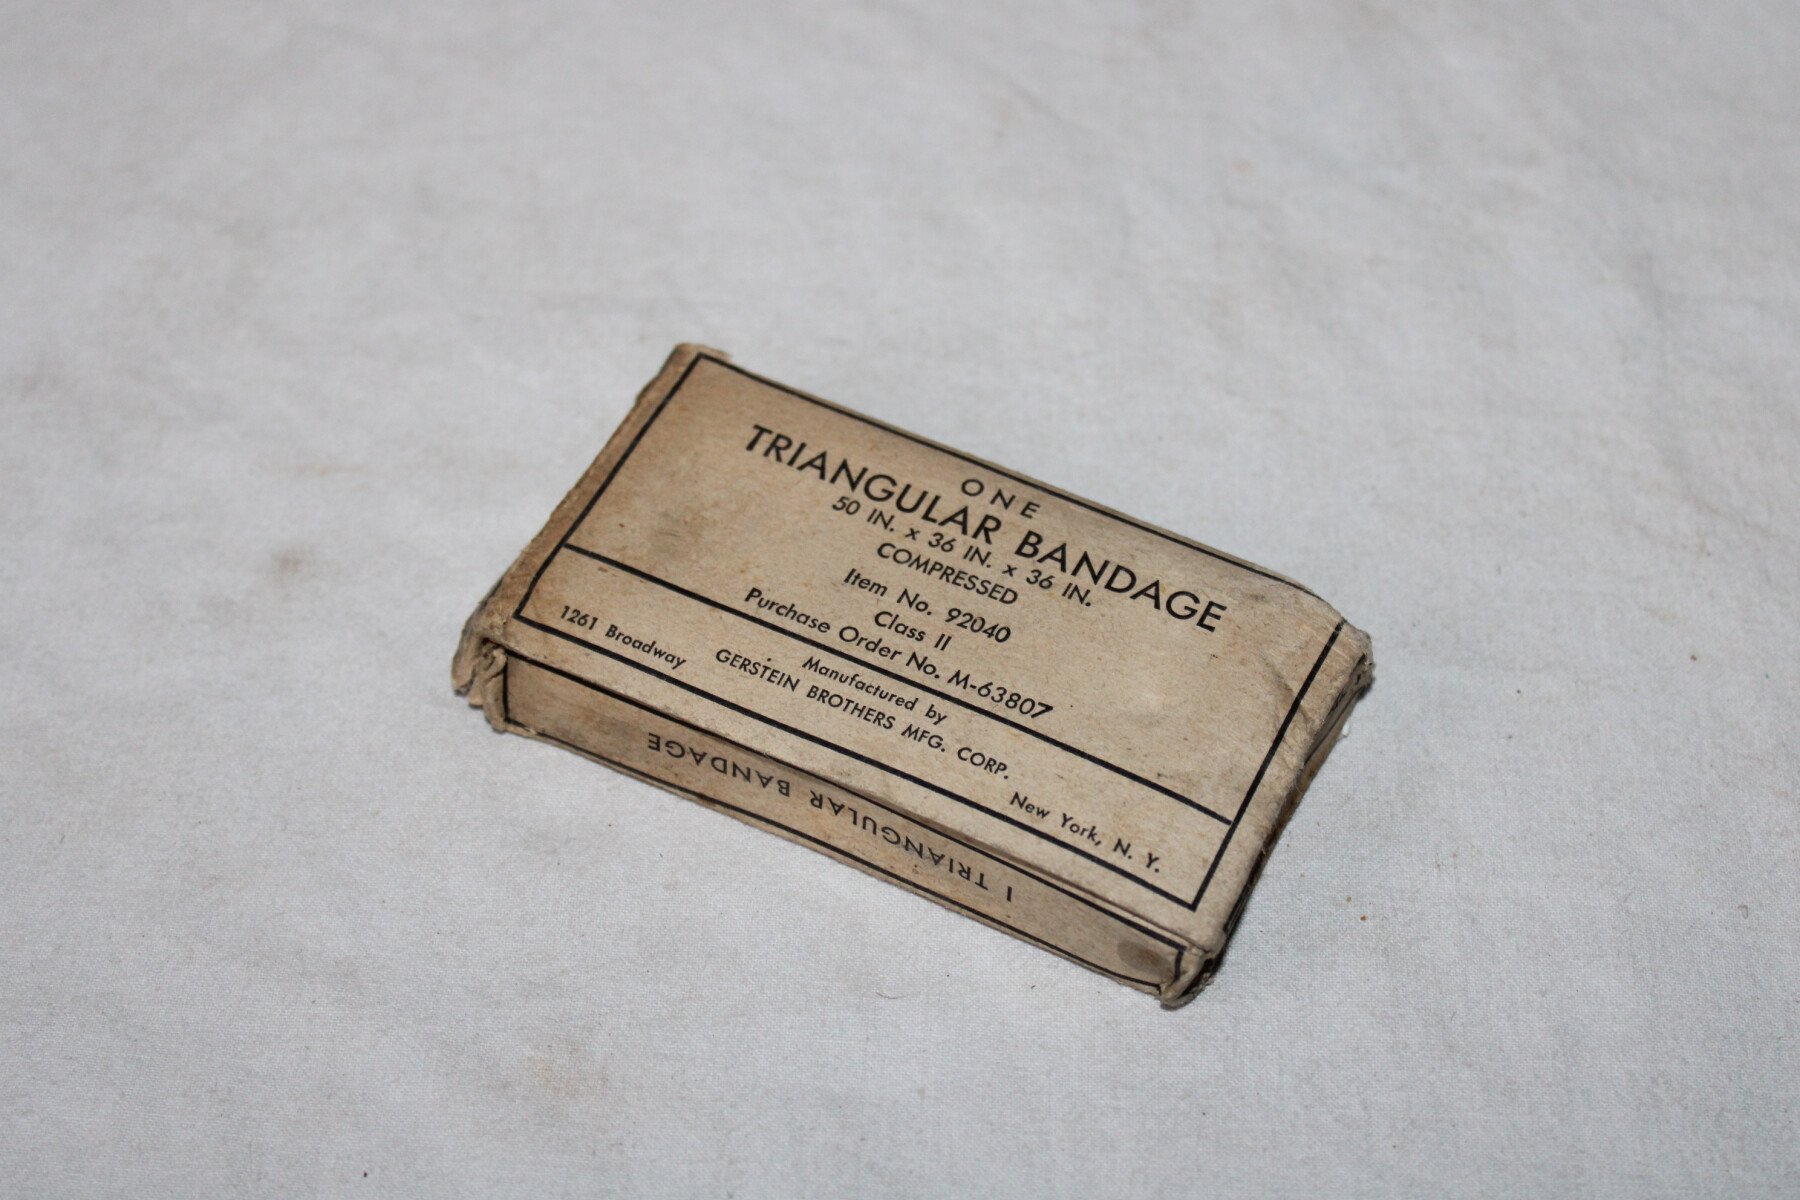 ONE
TRIANGULAR BANDAGE
50 IN. x 36 IN. x 36 IN.
COMPRESSED
Item No. 92040
Class II
Purchase Order No. M-63807
Manufactured by
GERSTEIN BROTHERS MFG. CORP.
1261 Broadway New York, N. Y.
1 TRIANGULAR BANDAGE